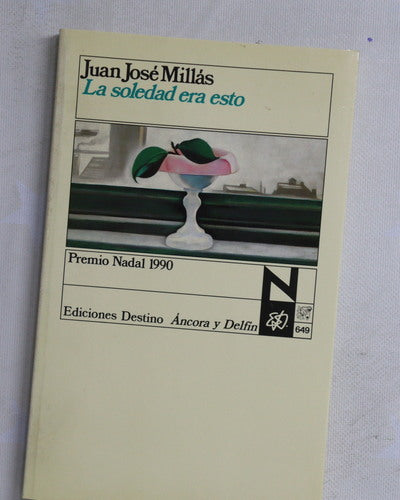 Juan José Millás
La soledad era esto
Premio Nadal 1990
N
Ediciones Destino Áncora y Delfín
649